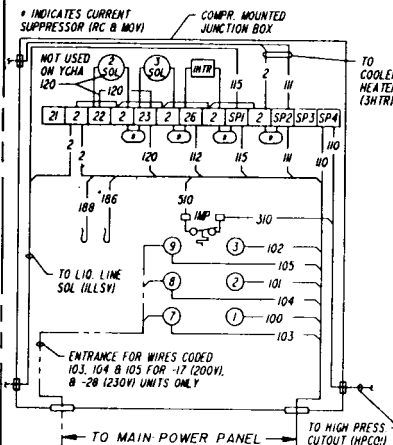 * INDICATES CURRENT
SUPPRESSOR (RC & MOV)
COMPR. MOUNTED
JUNCTION BOX
NOT USED
ON YCHA
120
2
SOL
3
SOL
1HTR
115
2
111
TO
COOLER
HEATER
(3HTR)
120
21 2 22 2 23 2 26 2 SP1 2 SP2 SP3 SP4
* * * *
2 2 120 112 115 111 110 110
188 186
510 1MP 310
9 3 102
105
8 2 101
104
7 1 100
103
TO LIQ. LINE
SOL (1LLSV)
ENTRANCE FOR WIRES CODED
103, 104 & 105 FOR -17 (200V),
& -28 (230V) UNITS ONLY
TO MAIN POWER PANEL
TO HIGH PRESS.
CUTOUT (HPCO1)